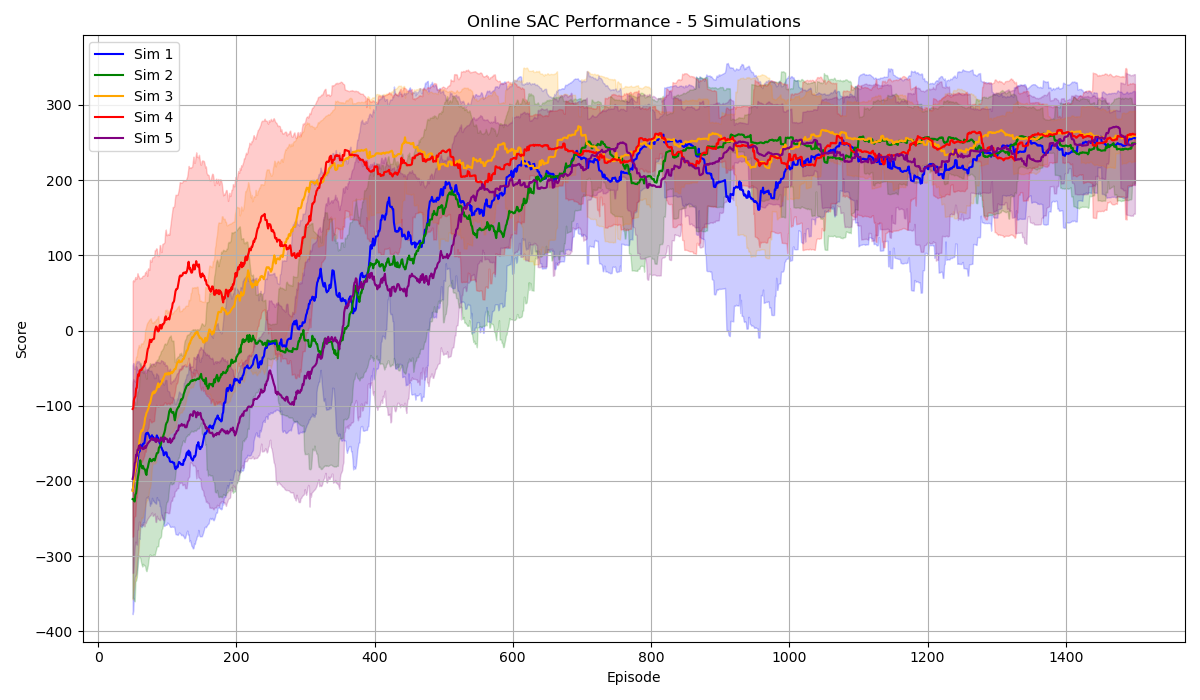 Online SAC Performance - 5 Simulations
Sim 1
Sim 2
Sim 3
Sim 4
Sim 5
Score
300
200
100
0
−100
−200
−300
−400
0 200 400 600 800 1000 1200 1400
Episode